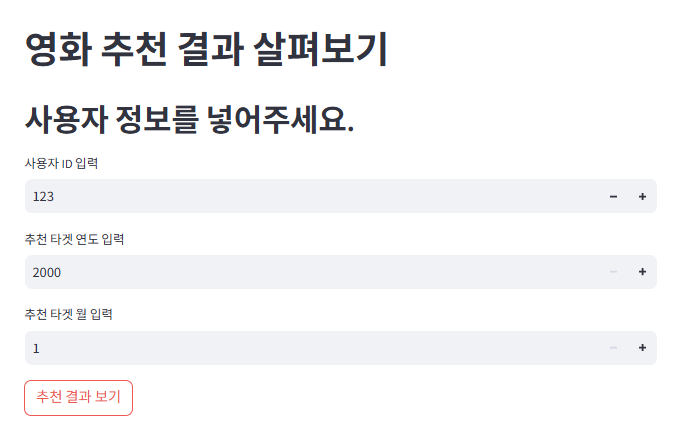 영화 추천 결과 살펴보기
사용자 정보를 넣어주세요.
사용자 ID 입력
123
추천 타겟 연도 입력
2000
추천 타겟 월 입력
1
추천 결과 보기